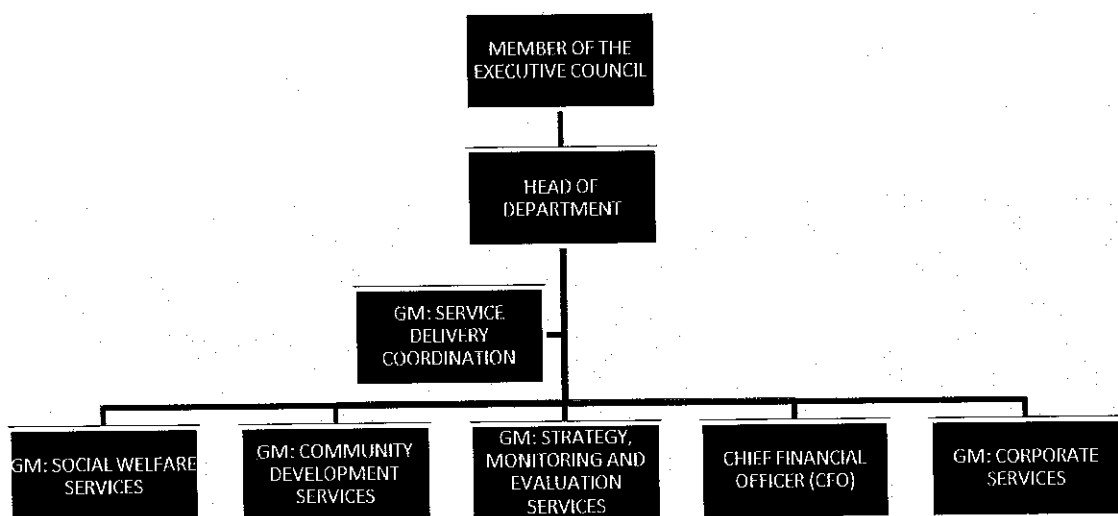 MEMBER OF THE
EXECUTIVE COUNCIL
HEAD OF
DEPARTMENT
GM: SERVICE
DELIVERY
COORDINATION
GM: SOCIAL WELFARE
SERVICES
GM: COMMUNITY
DEVELOPMENT
SERVICES
GM: STRATEGY,
MONITORING AND
EVALUATION
SERVICES
CHIEF FINANCIAL
OFFICER (CFO)
GM: CORPORATE
SERVICES